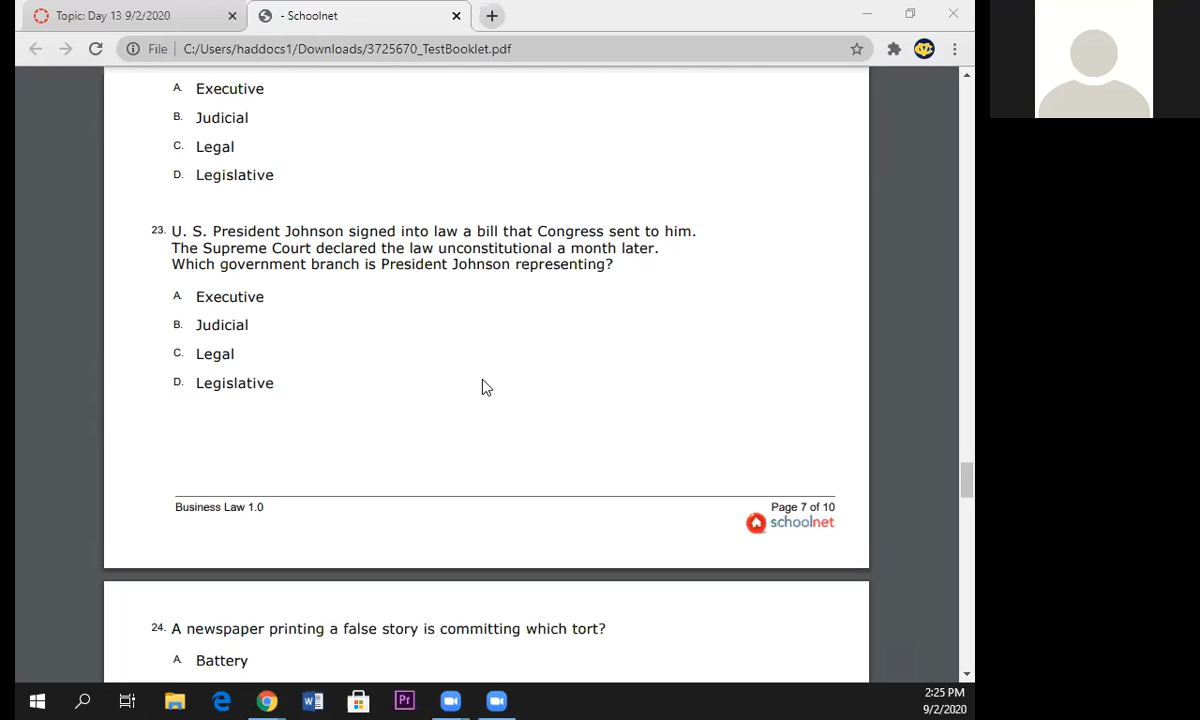 Topic: Day 13 9/2/2020
- Schoolnet
File
C:/Users/haddocs1/Downloads/3725670_TestBooklet.pdf
A. Executive
B. Judicial
C. Legal
D. Legislative
23. U. S. President Johnson signed into law a bill that Congress sent to him.
The Supreme Court declared the law unconstitutional a month later.
Which government branch is President Johnson representing?
A. Executive
B. Judicial
C. Legal
D. Legislative
Business Law 1.0
Page 7 of 10
schoolnet
24. A newspaper printing a false story is committing which tort?
A. Battery
Pr
2:25 PM
9/2/2020